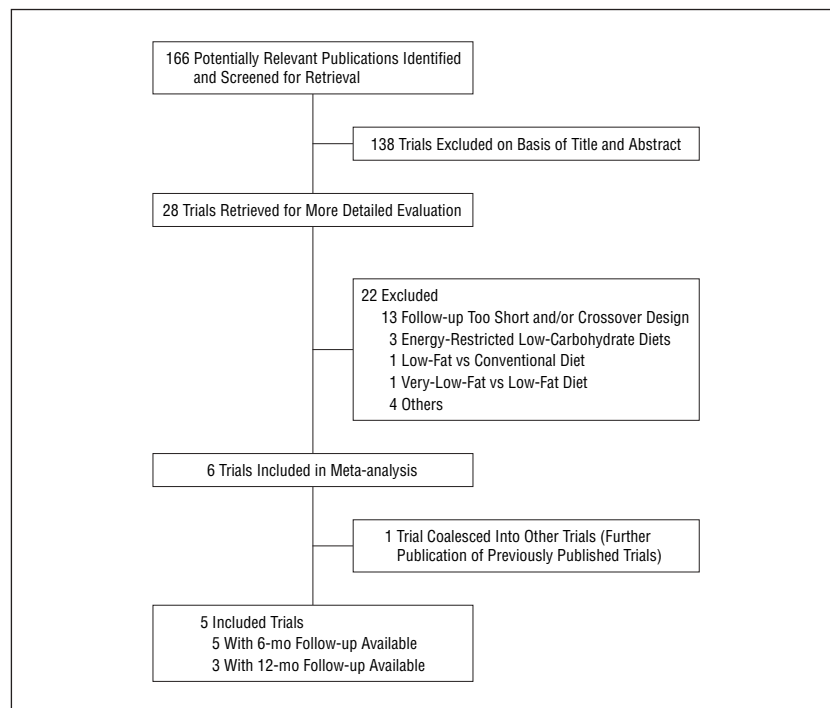 166 Potentially Relevant Publications Identified
and Screened for Retrieval
138 Trials Excluded on Basis of Title and Abstract
28 Trials Retrieved for More Detailed Evaluation
22 Excluded
13 Follow-up Too Short and/or Crossover Design
3 Energy-Restricted Low-Carbohydrate Diets
1 Low-Fat vs Conventional Diet
1 Very-Low-Fat vs Low-Fat Diet
4 Others
6 Trials Included in Meta-analysis
1 Trial Coalesced Into Other Trials (Further
Publication of Previously Published Trials)
5 Included Trials
5 With 6-mo Follow-up Available
3 With 12-mo Follow-up Available